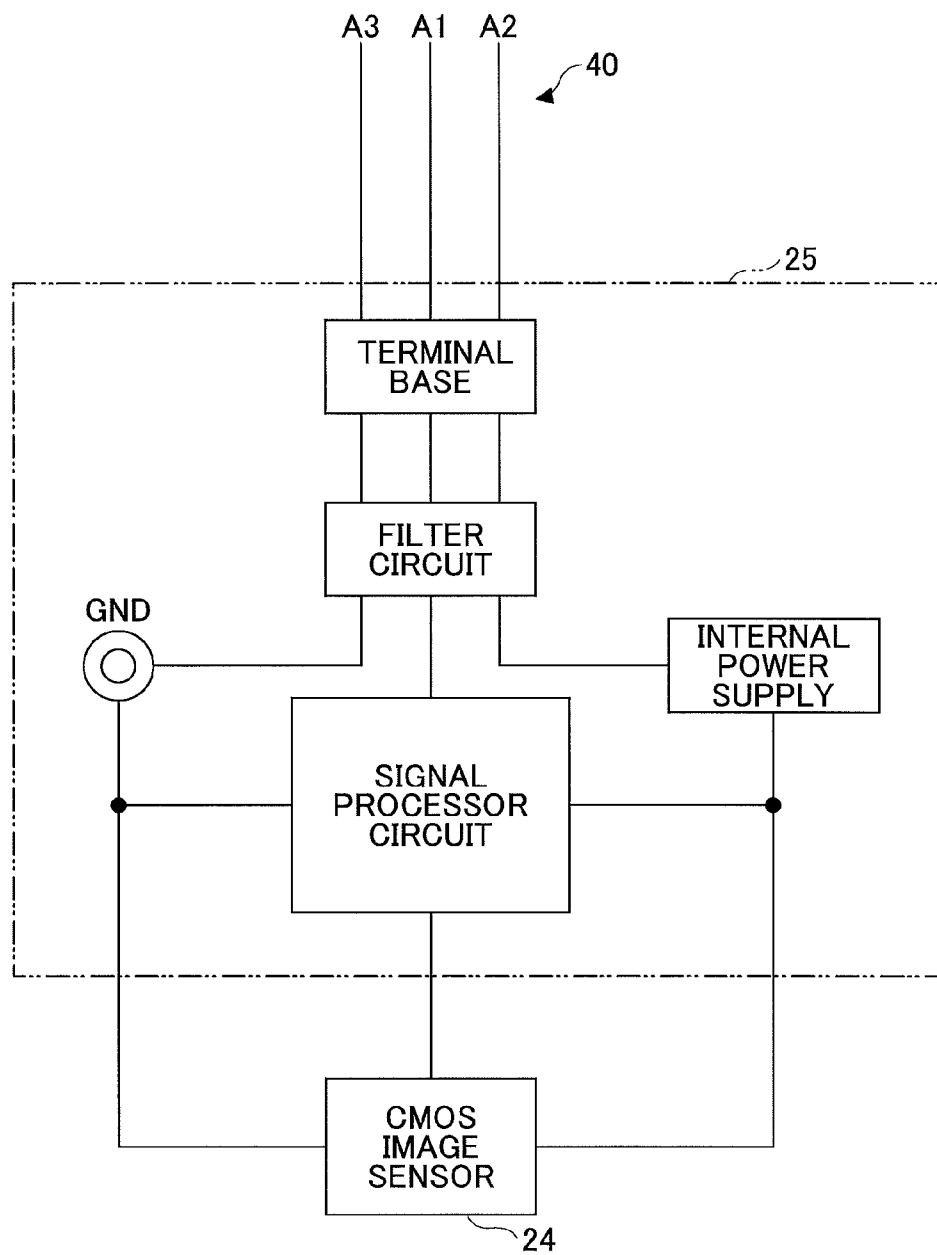 A3 A1 A2
40
25
TERMINAL
BASE
FILTER
CIRCUIT
GND
INTERNAL
POWER
SUPPLY
SIGNAL
PROCESSOR
CIRCUIT
CMOS
IMAGE
SENSOR
24